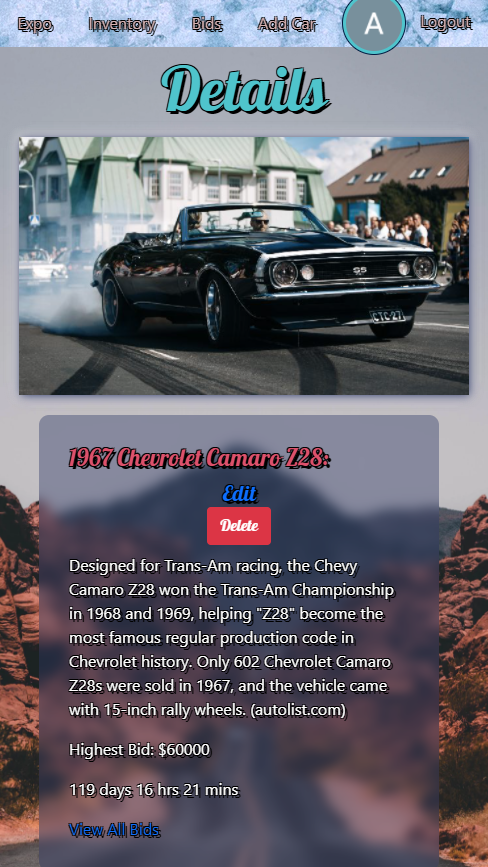 Expo Inventory Bids Add Car A Logout
Details
SS
CTC-27
1967 Chevrolet Camaro Z28:
Edit
Delete
Designed for Trans-Am racing, the Chevy
Camaro Z28 won the Trans-Am Championship
in 1968 and 1969, helping "Z28" become the
most famous regular production code in
Chevrolet history. Only 602 Chevrolet Camaro
Z28s were sold in 1967, and the vehicle came
with 15-inch rally wheels. (autolist.com)
Highest Bid: $60000
119 days 16 hrs 21 mins
View All Bids